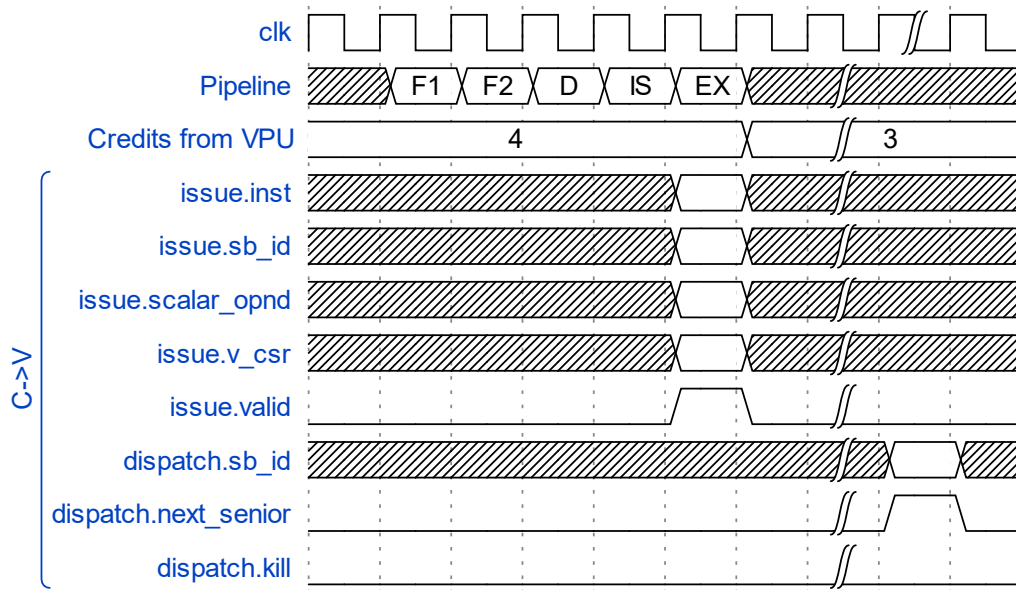 clk
Pipeline F1 F2 D IS EX
Credits from VPU 4 3
C->V
issue.inst
issue.sb_id
issue.scalar_opnd
issue.v_csr
issue.valid
dispatch.sb_id
dispatch.next_senior
dispatch.kill